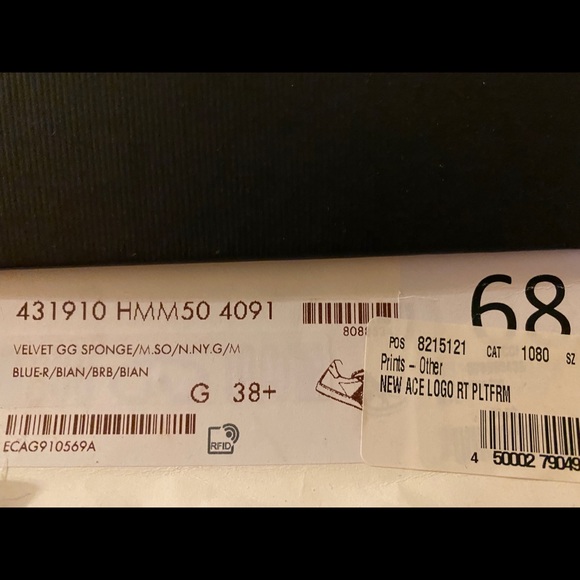 431910 HMM50 4091
68
VELVET GG SPONGE/M.SO/N.NY.G/M
BLUE-R/BIAN/BRB/BIAN
G 38+
ECAG910569A
RFID
POS 8215121 CAT 1080 SZ
Prints - Other
NEW ACE LOGO RT PLTFRM
4 50002 79049